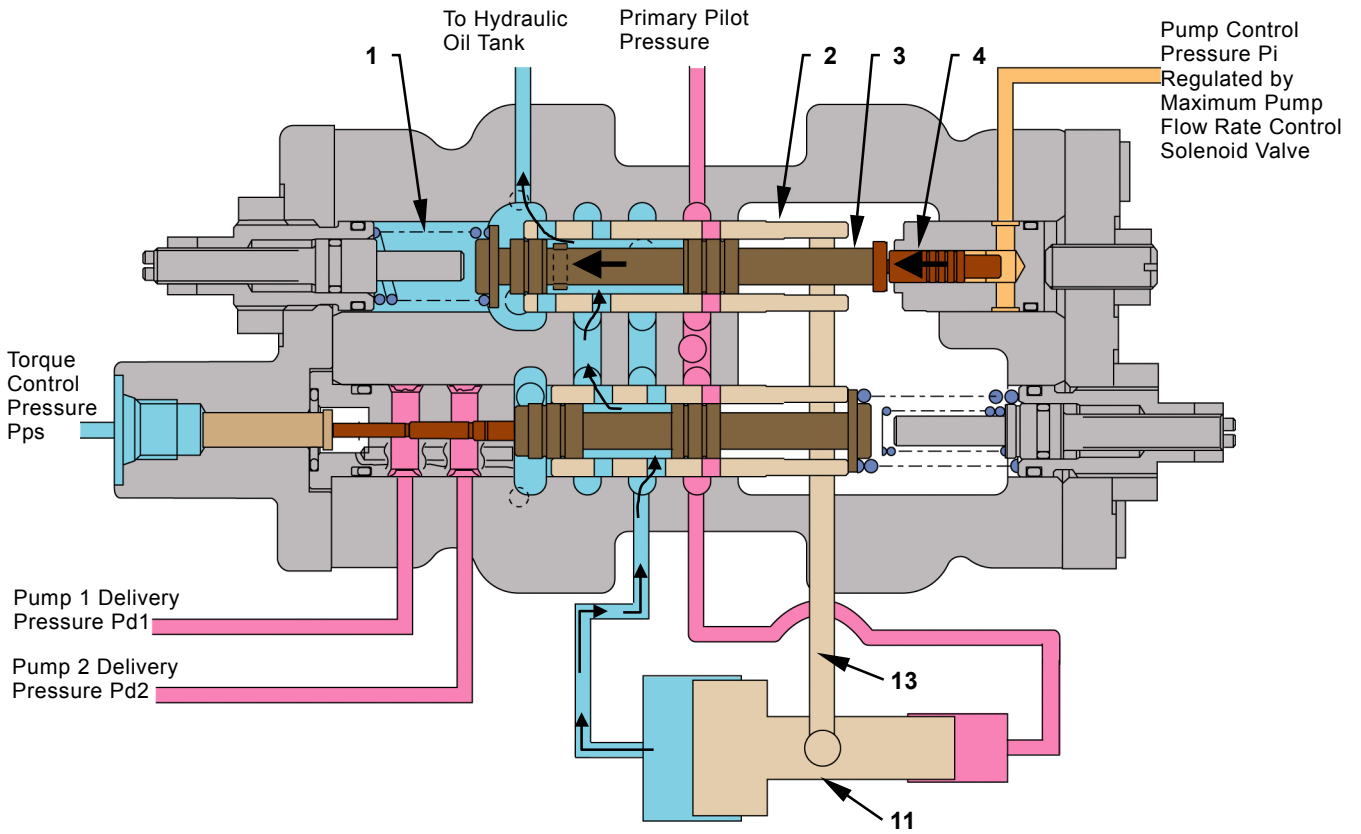 To Hydraulic
Oil Tank
Primary Pilot
Pressure
Pump Control
Pressure Pi
Regulated by
Maximum Pump
Flow Rate Control
Solenoid Valve
1
2
3
4
Torque
Control
Pressure
Pps
Pump 1 Delivery
Pressure Pd1
Pump 2 Delivery
Pressure Pd2
13
11